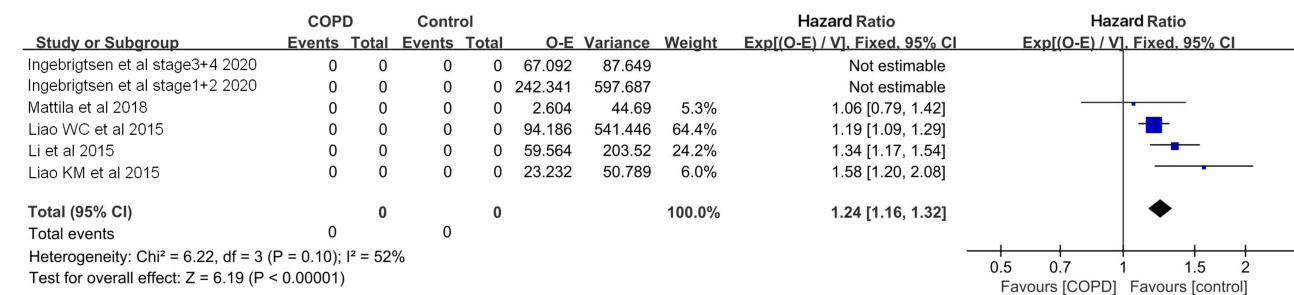 COPD Control Hazard Ratio Hazard Ratio
Study or Subgroup Events Total Events Total O-E Variance Weight Exp[(O-E) / V], Fixed, 95% CI Exp[(O-E) / V], Fixed, 95% CI
Ingebrigtsen et al stage3+4 2020 0 0 0 0 67.092 87.649 Not estimable
Ingebrigtsen et al stage1+2 2020 0 0 0 0 242.341 597.687 Not estimable
Mattila et al 2018 0 0 0 0 2.604 44.69 5.3% 1.06 [0.79, 1.42]
Liao WC et al 2015 0 0 0 0 94.186 541.446 64.4% 1.19 [1.09, 1.29]
Li et al 2015 0 0 0 0 59.564 203.52 24.2% 1.34 [1.17, 1.54]
Liao KM et al 2015 0 0 0 0 23.232 50.789 6.0% 1.58 [1.20, 2.08]
Total (95% CI) 0 0 100.0% 1.24 [1.16, 1.32]
Total events 0 0
Heterogeneity: Chi² = 6.22, df = 3 (P = 0.10); I² = 52%
Test for overall effect: Z = 6.19 (P < 0.00001)
0.5 0.7 1 1.5 2
Favours [COPD] Favours [control]